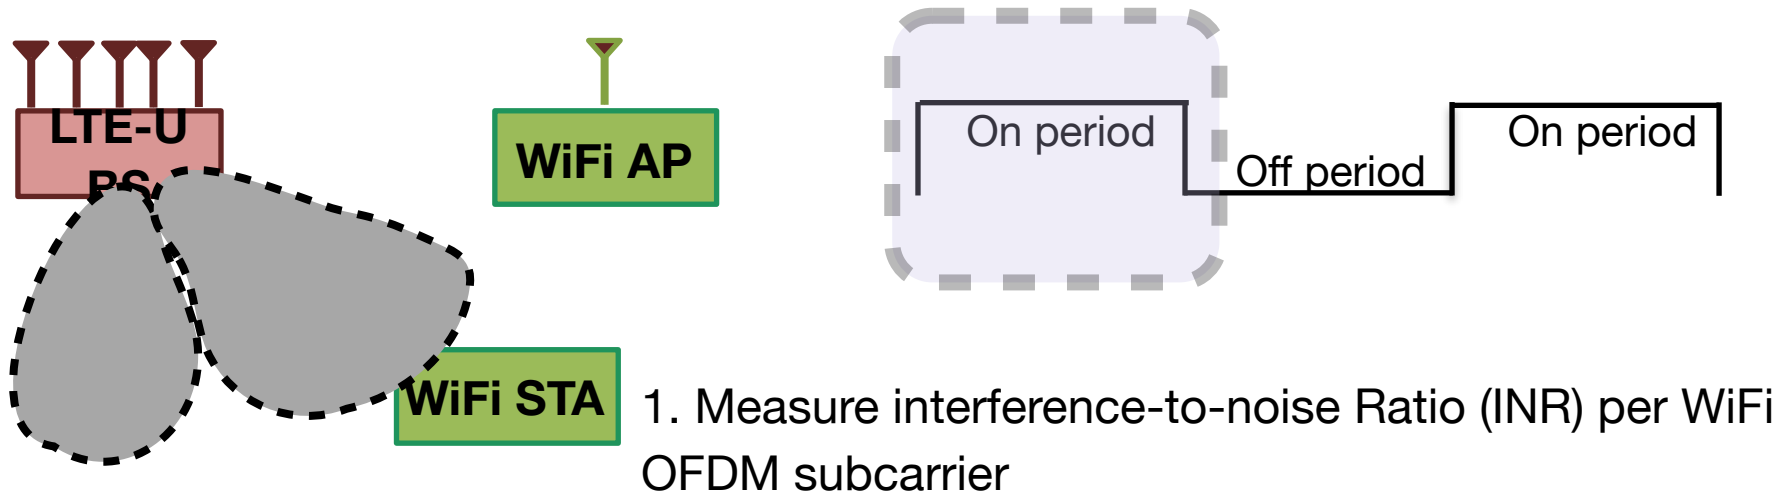 LTE-U
BS
WiFi AP
On period
Off period
On period
WiFi STA
1. Measure interference-to-noise Ratio (INR) per WiFi
OFDM subcarrier